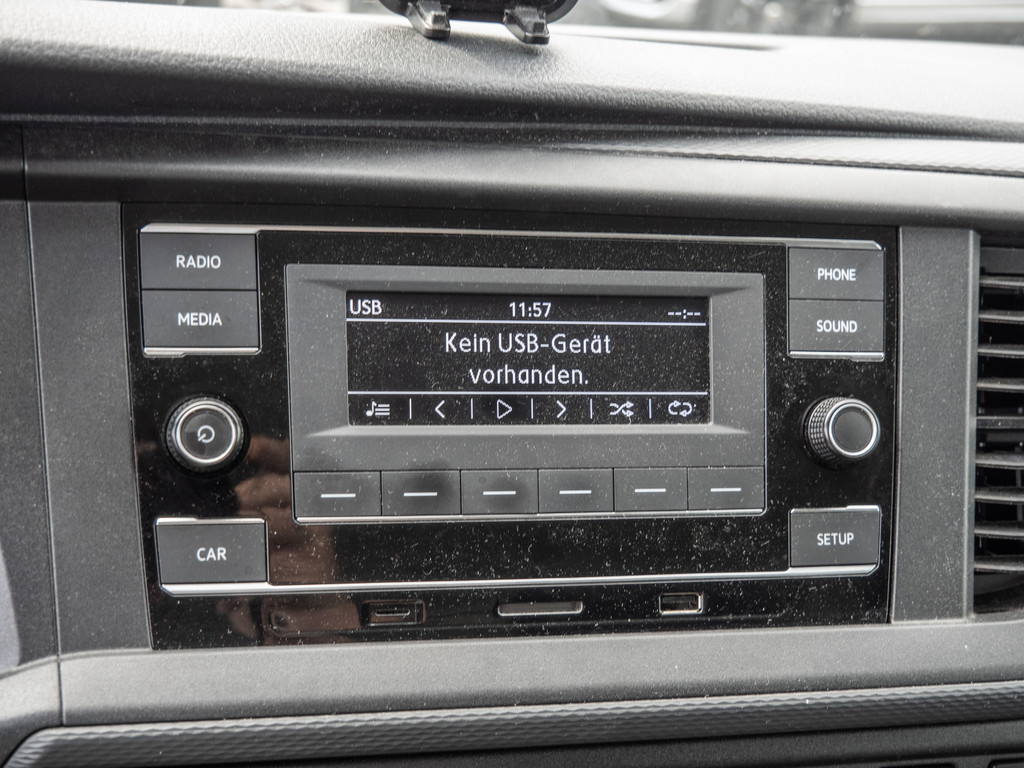 RADIO
MEDIA
PHONE
SOUND
USB 11:57 --:--
Kein USB-Gerät
vorhanden.
CAR
SETUP